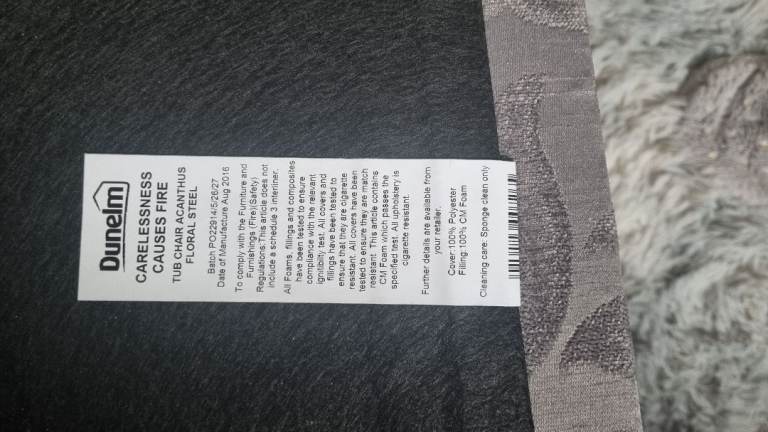 Dunelm
CARELESSNESS
CAUSES FIRE
TUB CHAIR ACANTHUS
FLORAL STEEL
Batch PO22914/5/26/27
Date of Manufacture:Aug 2016
To comply with the Furniture and
Furnishings (Fire)(Safety)
Regulations:This article does not
include a schedule 3 interliner.
All Foams, fillings and composites
have been tested to ensure
compliance with the relevant
ignitibility test. All covers and
fillings have been tested to
ensure that they are cigarette
resistant. All covers have been
tested to ensure they are match
resistant. This article contains
CM Foam which passes the
specified test. All upholstery is
cigarette resistant.
Further details are available from
your retailer.
Cover:100% Polyester
Filling:100% CM Foam
Cleaning care: Sponge clean only